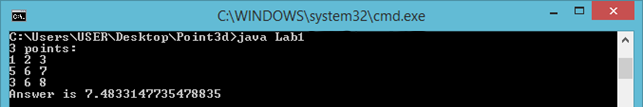 C:\WINDOWS\system32\cmd.exe
C:\Users\USER\Desktop\Point3d>java Lab1
3 points:
1 2 3
5 6 7
3 6 8
Answer is 7.4833147735478835